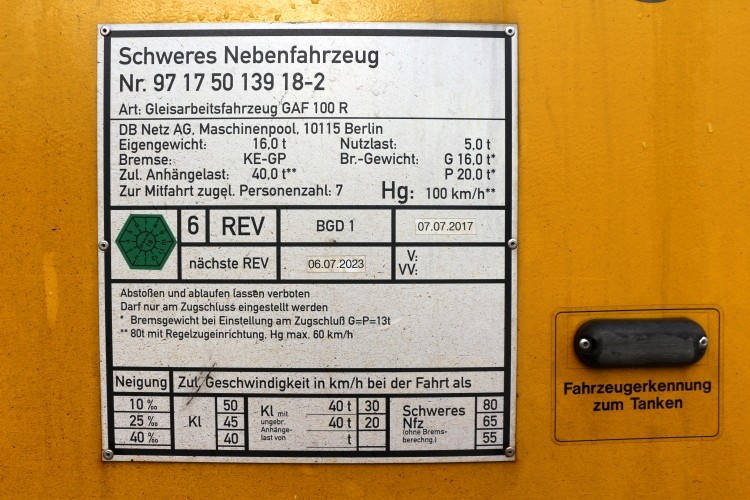 Schweres Nebenfahrzeug
Nr. 97 17 50 139 18-2
Art: Gleisarbeitsfahrzeug GAF 100 R
DB Netz AG, Maschinenpool, 10115 Berlin
Eigengewicht: 16,0 t Nutzlast: 5,0 t
Bremse: KE-GP Br.-Gewicht: G 16,0 t*
Zul. Anhängelast: 40,0 t** P 20,0 t*
Zur Mitfahrt zugel. Personenzahl: 7 Hg: 100 km/h**
6 REV BGD 1 07.07.2017
nächste REV 06.07.2023 V:
VV:
Abstoßen und ablaufen lassen verboten
Darf nur am Zugschluss eingestellt werden
* Bremsgewicht bei Einstellung am Zugschluß G=P=13t
** 80t mit Regelzugeinrichtung. Hg max. 60 km/h
Neigung Zul. Geschwindigkeit in km/h bei der Fahrt als
10 ‰ 50 40 t 30 80
25 ‰ Kl 45 Kl mit ungebr. Anhänge- last von 40 t 20 Schweres Nfz (ohne Brems- berechng.) 65
40 ‰ 40 t 55
Fahrzeugerkennung
zum Tanken